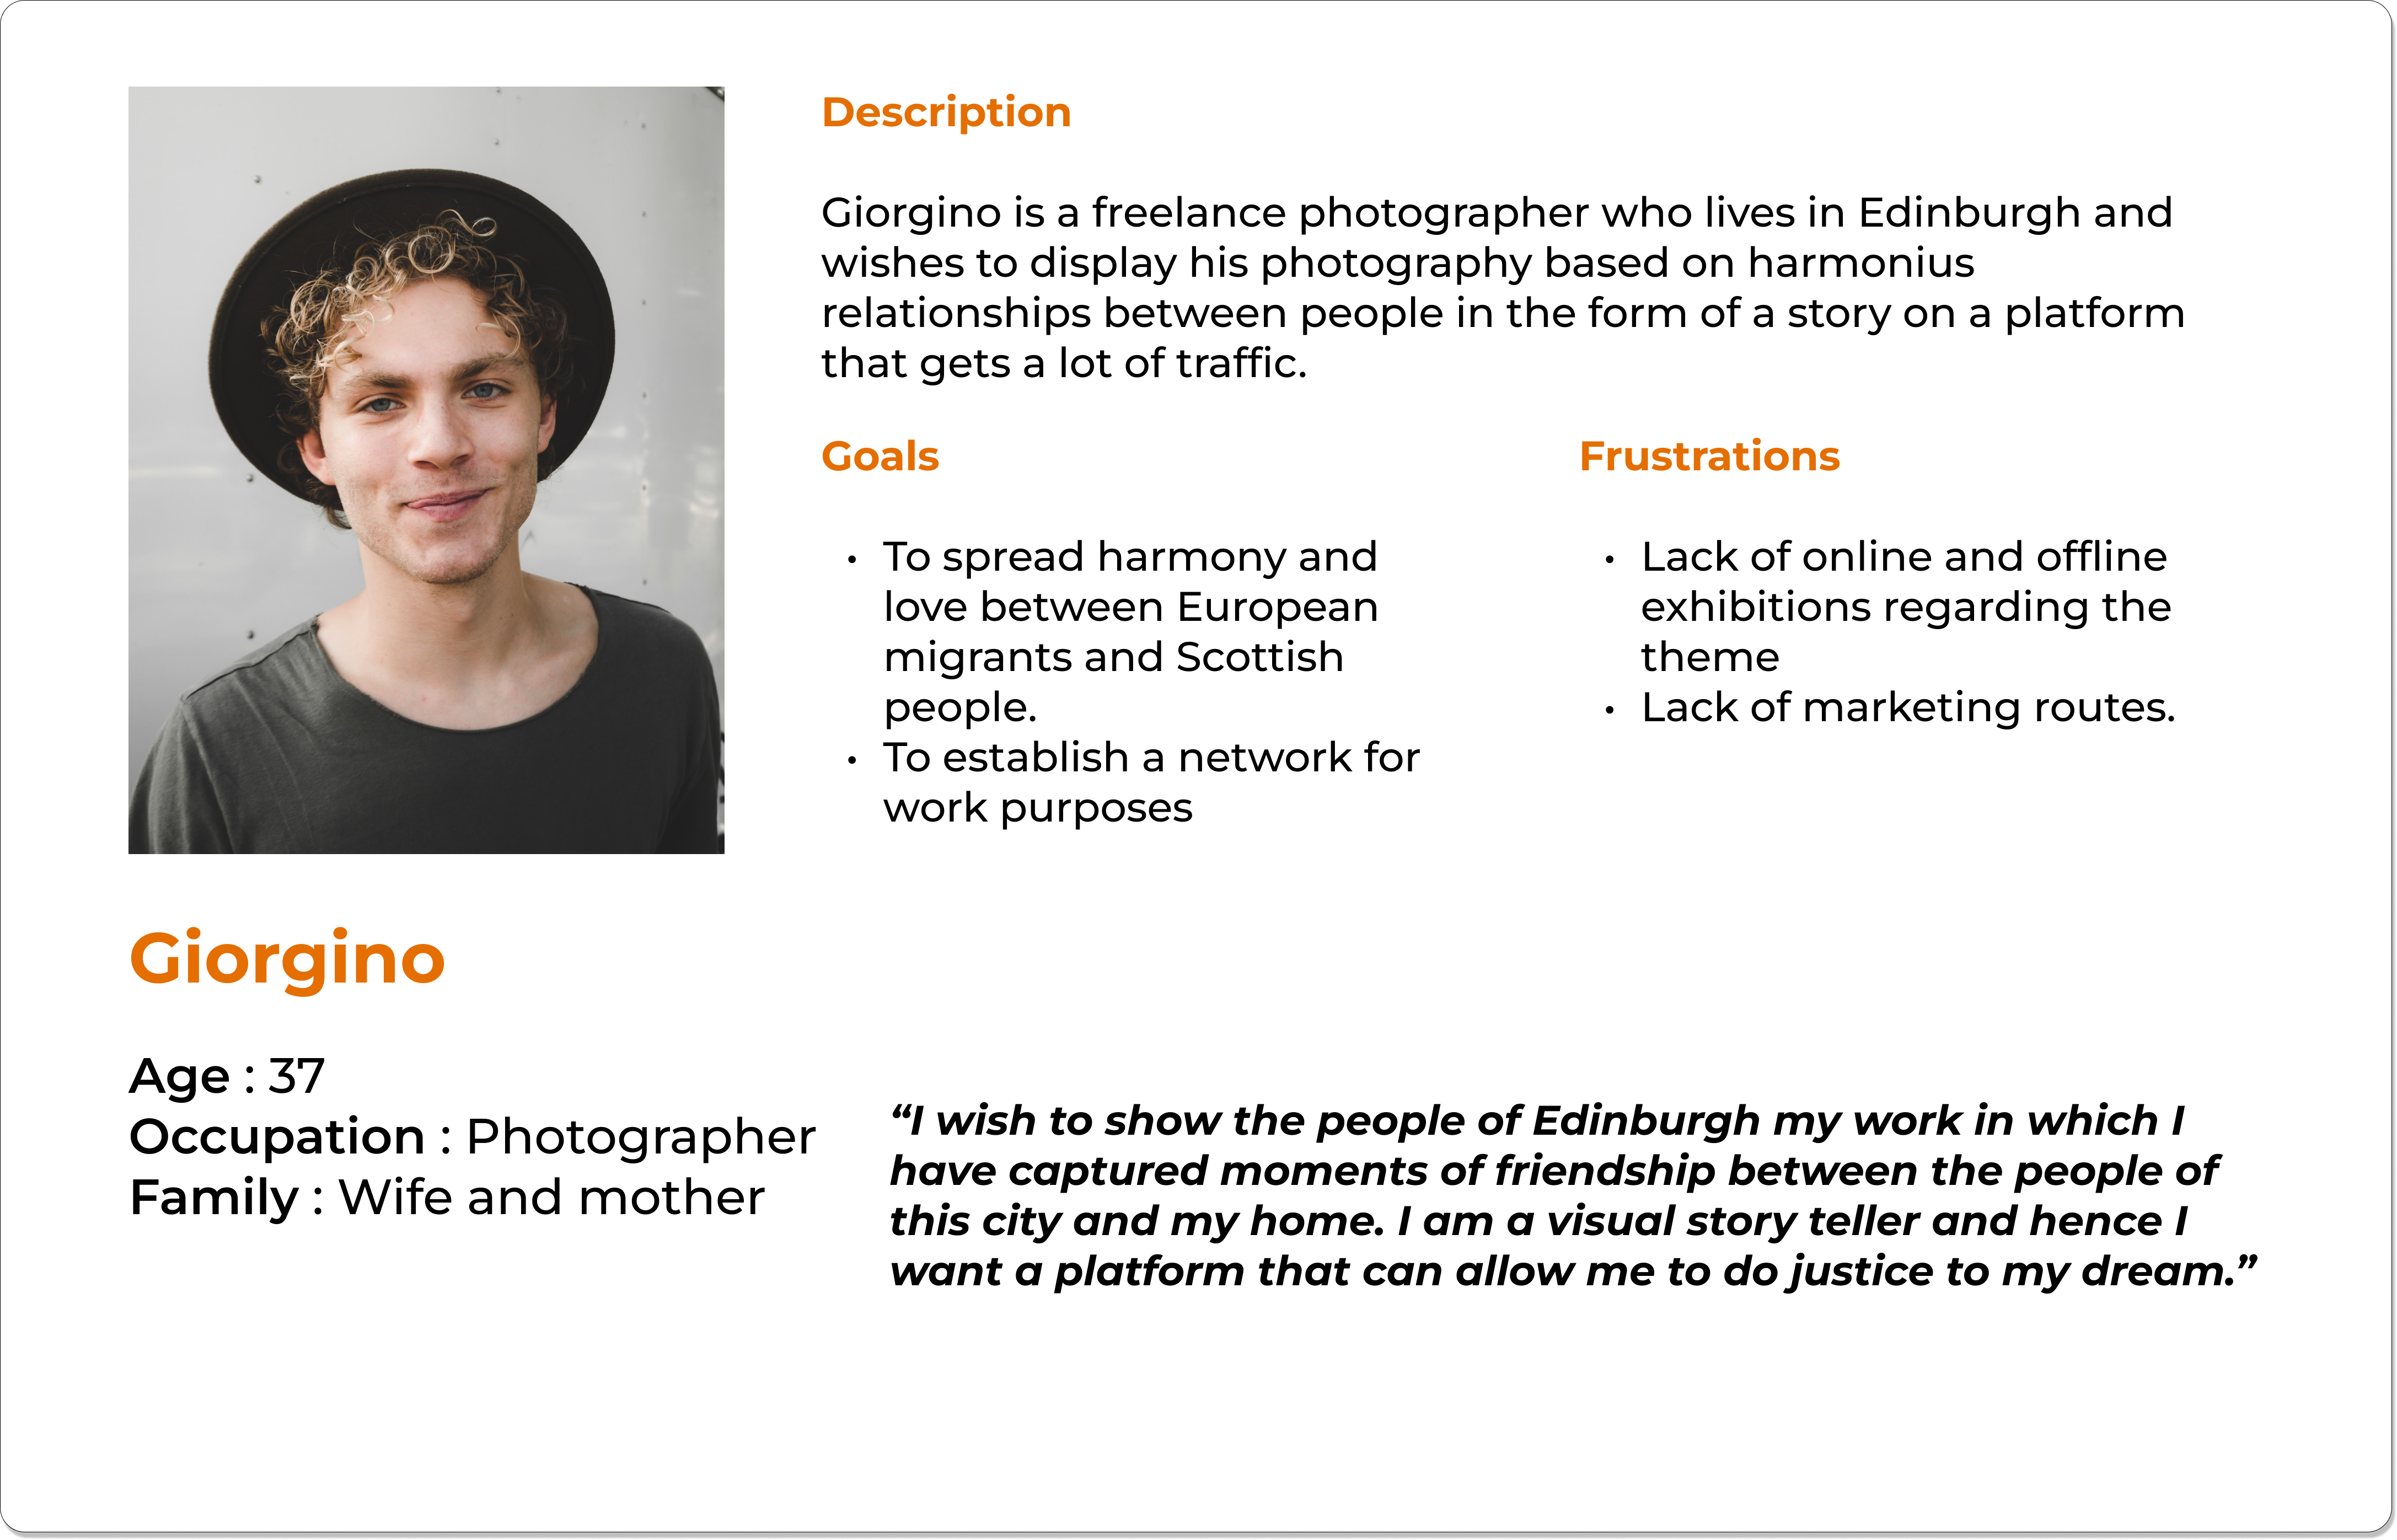 Description
Giorgino is a freelance photographer who lives in Edinburgh and
wishes to display his photography based on harmonius
relationships between people in the form of a story on a platform
that gets a lot of traffic.
Goals
• To spread harmony and
love between European
migrants and Scottish
people.
• To establish a network for
work purposes
Frustrations
• Lack of online and offline
exhibitions regarding the
theme
• Lack of marketing routes.
Giorgino
Age : 37
Occupation : Photographer
Family : Wife and mother
“I wish to show the people of Edinburgh my work in which I
have captured moments of friendship between the people of
this city and my home. I am a visual story teller and hence I
want a platform that can allow me to do justice to my dream.”